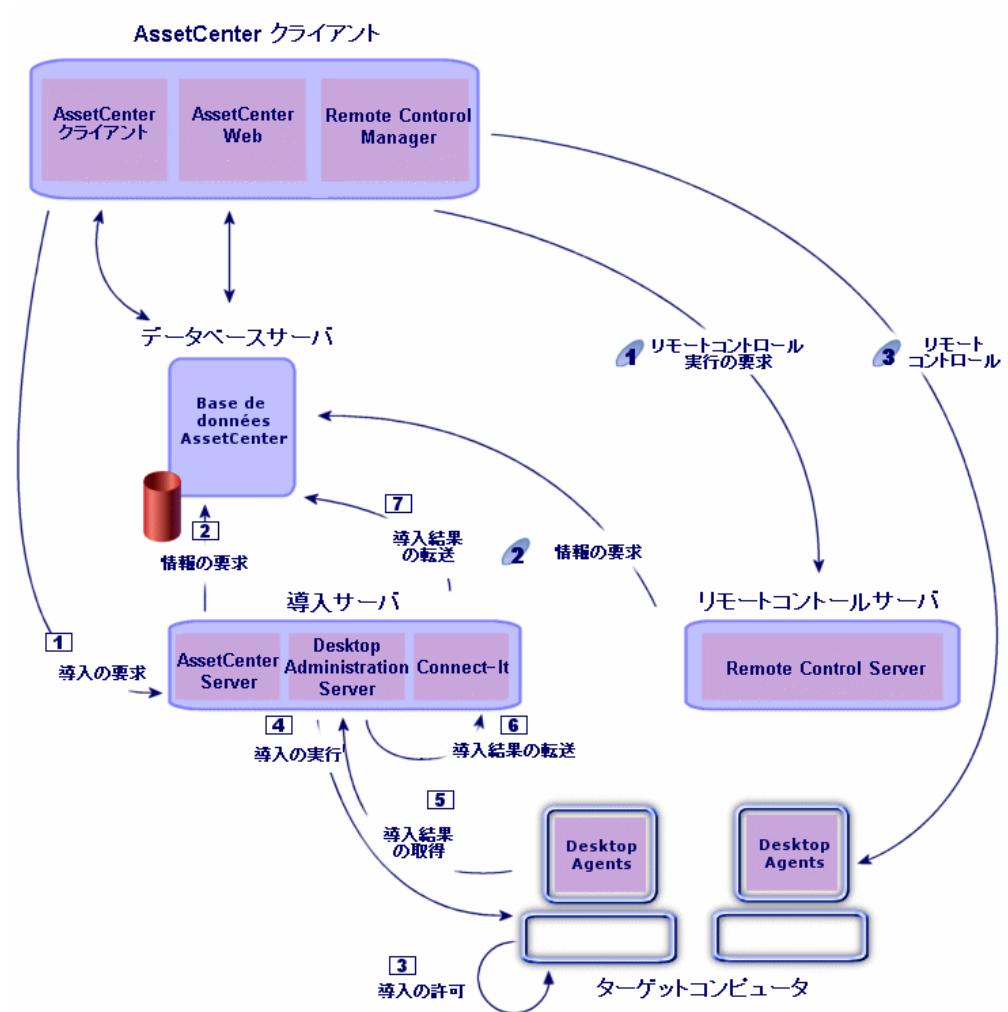 AssetCenter クライアント
AssetCenter
クライアント
AssetCenter
Web
Remote Contorol
Manager
データベースサーバ
1
リモートコントロール
実行の要求
3
リモート
コントロール
Base de
données
AssetCenter
7
導入結果
の転送
2
情報の要求
2
情報の要求
導入サーバ
リモートコントールサーバ
1
導入の要求
AssetCenter
Server
Desktop
Administration
Server
Connect-It
Remote Control Server
4
導入の実行
6
導入結果の転送
5
導入結果
の取得
Desktop
Agents
Desktop
Agents
3
導入の許可
ターゲットコンピュータ